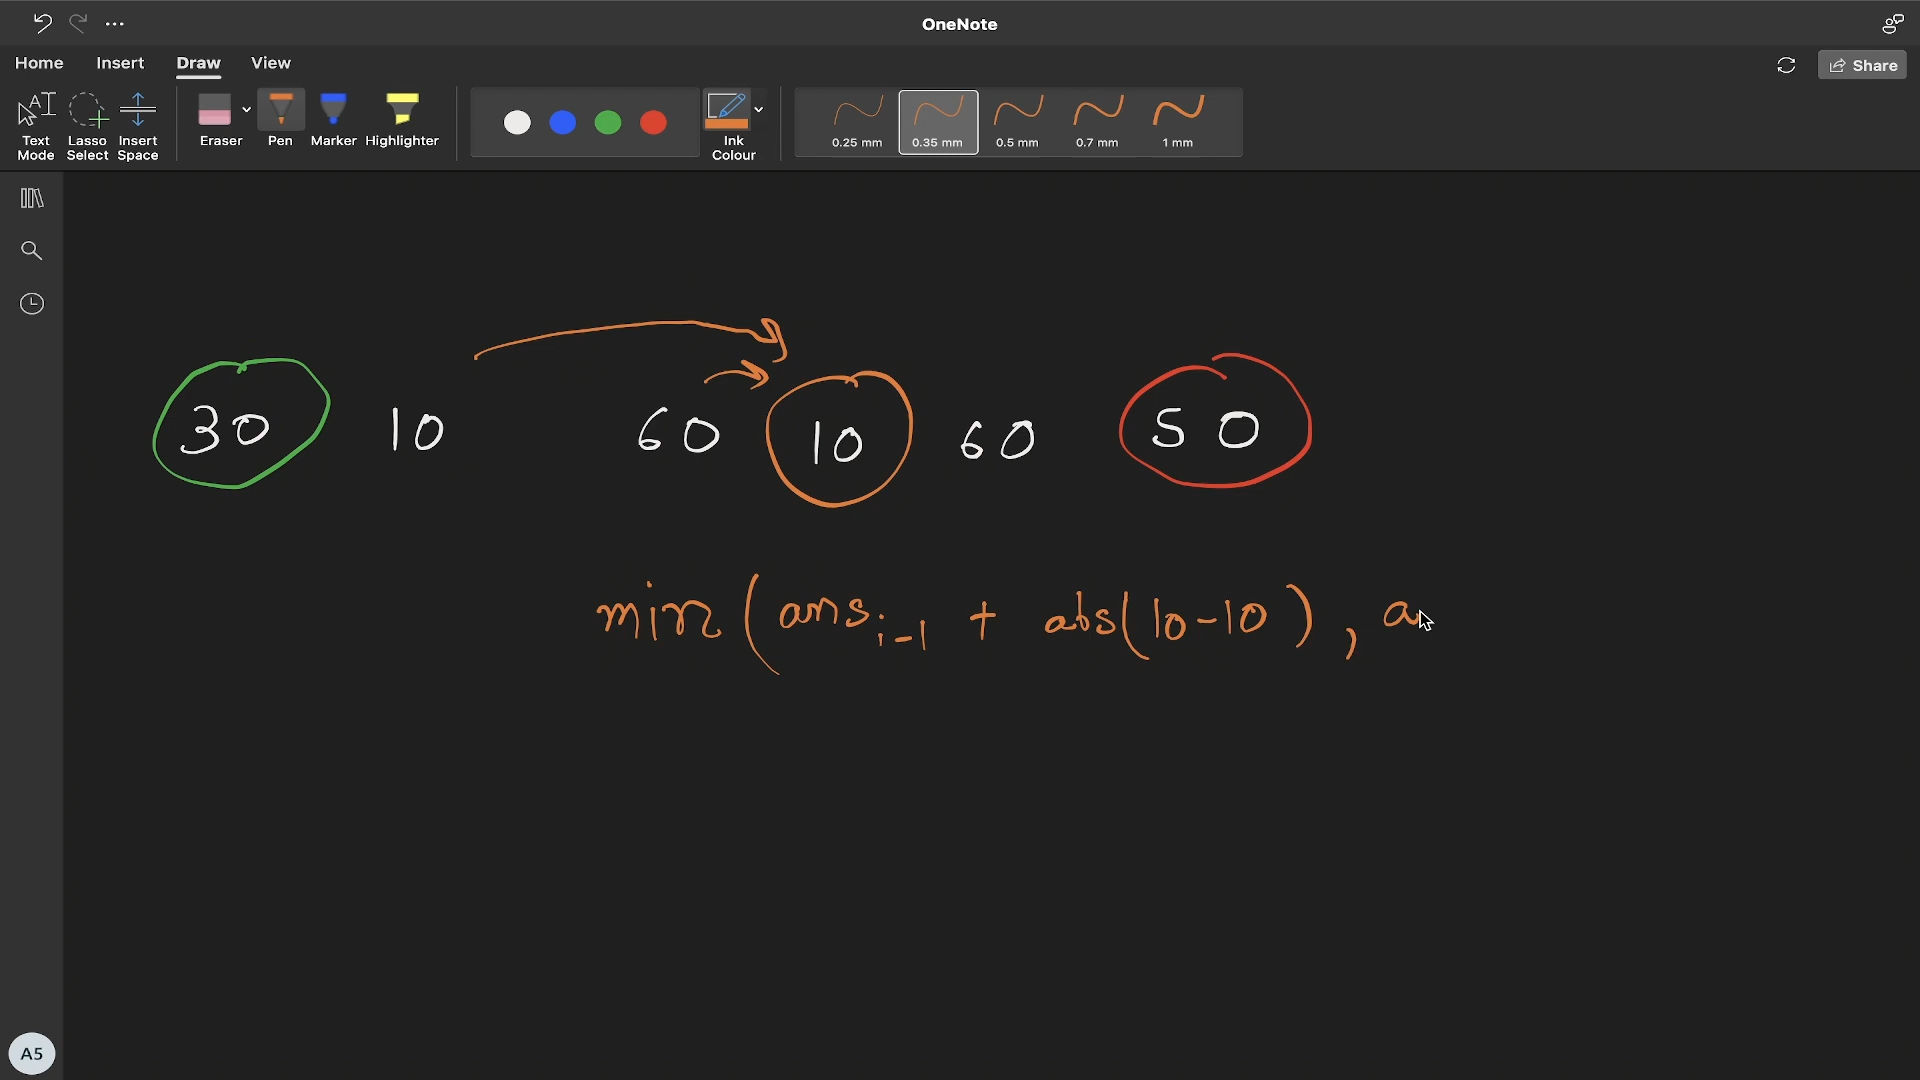 OneNote
Home Insert Draw View Share
Text Mode Lasso Select Insert Space Eraser Pen Marker Highlighter Ink Colour 0.25 mm 0.35 mm 0.5 mm 0.7 mm 1 mm
30 10 60 10 60 50
min (ans i-1 + abs(10-10), a
A5